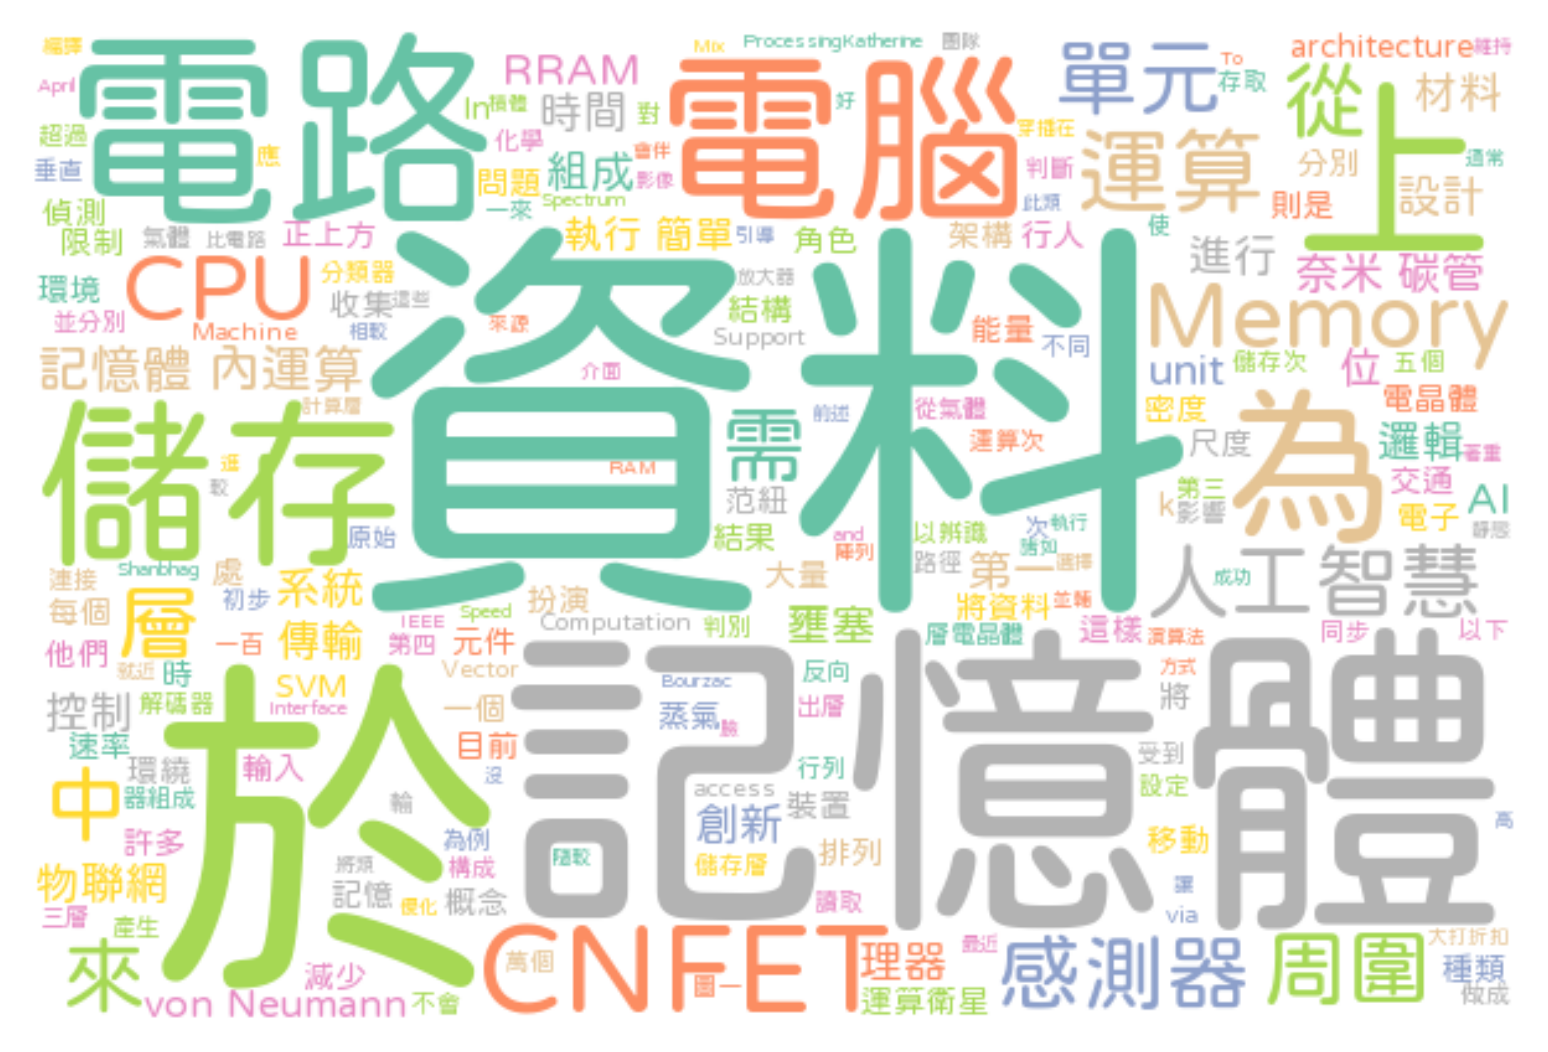 編譯
April
電路
RRAM
Mix
ProcessingKatherine
團隊
電腦
單元
To
存取
architecture
維持
材料
從
上
超過
垂直
應
In
積體
時間
對
好
化學
會伴
穿插在
判斷
運算
分別
通常
設計
偵測
組成
影像
問題
Spectrum
一來
此類
則是
限制
氣體
比電路
正上方
執行
簡單
引導
角色
架構
行人
使
進行
奈米
碳管
CPU
環境
並分別
分類器
收集
這些
Machine
相較
來源
放大器
結構
Support
能量
不同
Memory
記憶體
內運算
計算層
資料
介面
前述
從氣體
運算次
unit
儲存次
位
五個
密度
電晶體
儲存
進
較
原始
RAM
需
范紐
結果
and
陣列
以辨識
路徑
次
執行
諸如
尺度
為
邏輯
著重
交通
第三
k
影響
電子
AI
靜態
Shanbhag
連接
處
每個
層
初步
系統
IEEE
Speed
扮演
Computation
判別
大量
壅塞
第一
選擇
將資料
並輔
人工智慧
成功
他們
就近
時
一百
傳輸
第四
元件
Vector
層電晶體
這樣
演算法
同步
以下
控制
解碼器
SVM
Interface
一個
記憶體
Bourzac
蒸氣
臉
反向
出層
方式
將
速率
環繞
輸入
目前
沒
受到
設定
中
器組成
於
輸
access
行列
創新
裝置
許多
為例
隨較
儲存層
排列
移動
高
物聯網
將類
構成
記憶
優化
概念
讀取
讓
via
三層
產生
來
減少
von Neumann
不會
CNFET
萬個
圖一
理器
運算衛星
最近
感測器
周圍
大打折扣
種類
做成